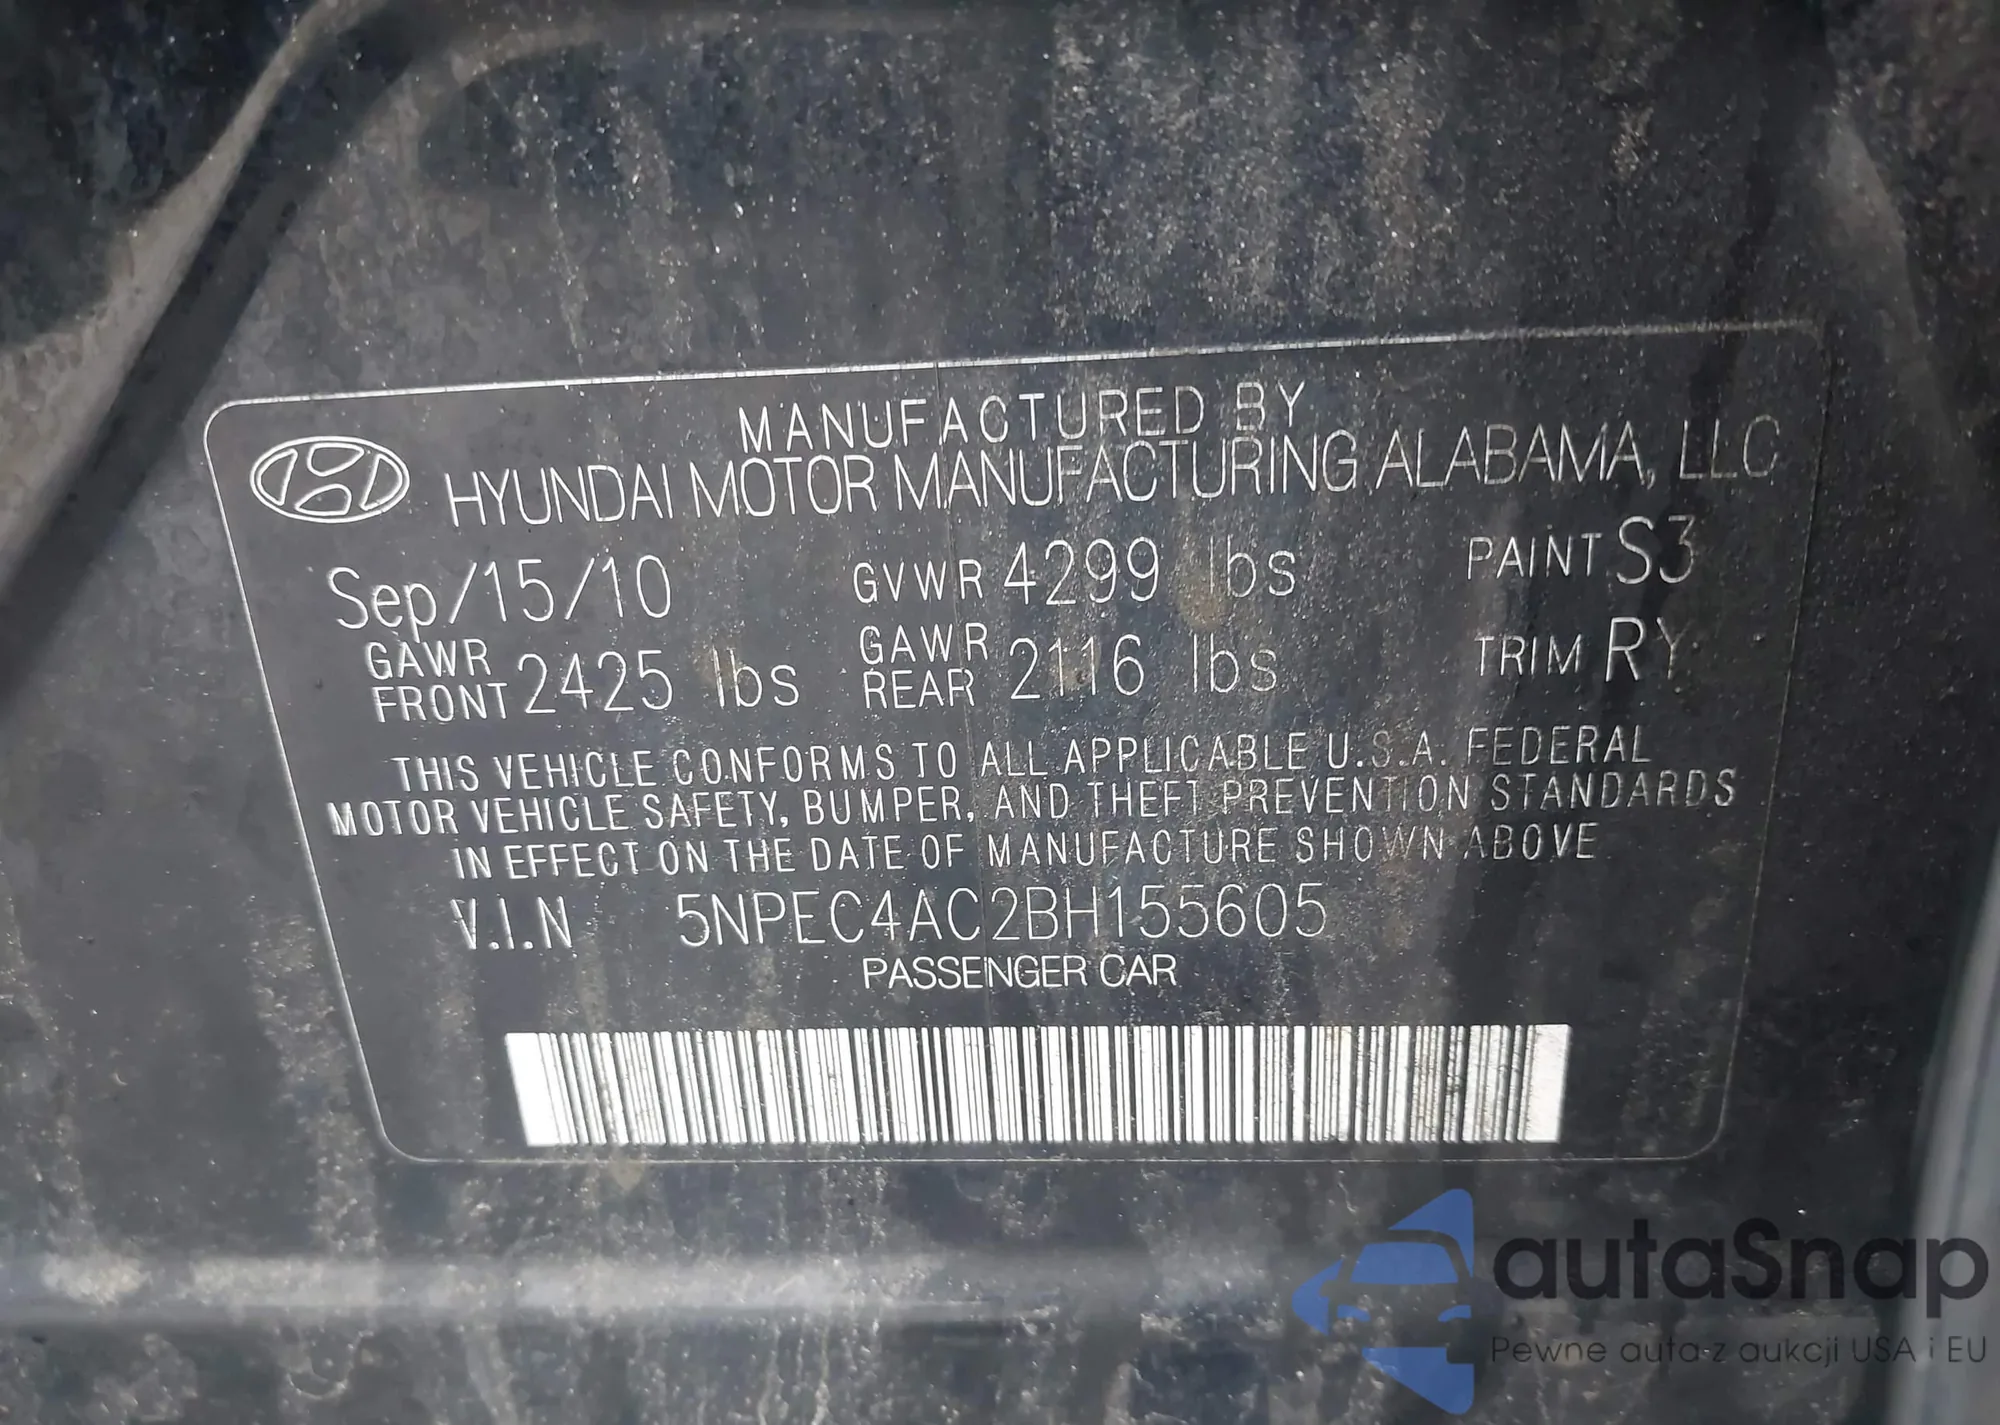 MANUFACTURED BY
HYUNDAI MOTOR MANUFACTURING ALABAMA, LLC
Sep/15/10 GVWR 4299 lbs PAINT S3
GAWR FRONT 2425 lbs GAWR REAR 2116 lbs TRIM RY
THIS VEHICLE CONFORMS TO ALL APPLICABLE U.S.A. FEDERAL
MOTOR VEHICLE SAFETY, BUMPER, AND THEFT PREVENTION STANDARDS
IN EFFECT ON THE DATE OF MANUFACTURE SHOWN ABOVE
V.I.N 5NPEC4AC2BH155605
PASSENGER CAR
autaSnap
Pewne auta z aukcji USA i EU